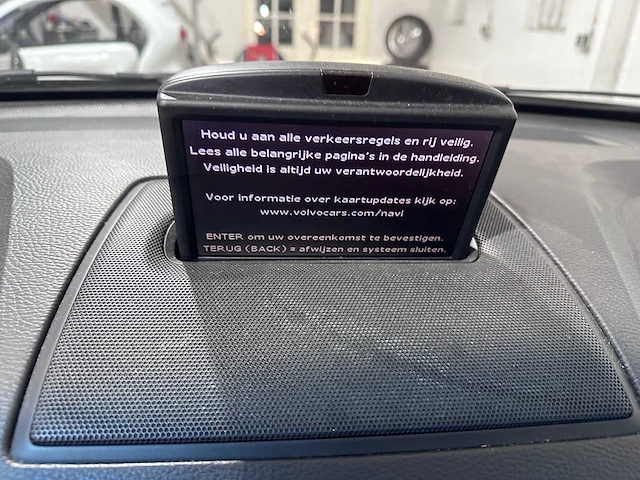 Houd u aan alle verkeersregels en rij veilig.
Lees alle belangrijke pagina's in de handleiding.
Veiligheid is altijd uw verantwoordelijkheid.
Voor informatie over kaartupdates kijk op:
www.volvocars.com/navi
ENTER om uw overeenkomst te bevestigen.
TERUG (BACK) = afwijzen en systeem sluiten.